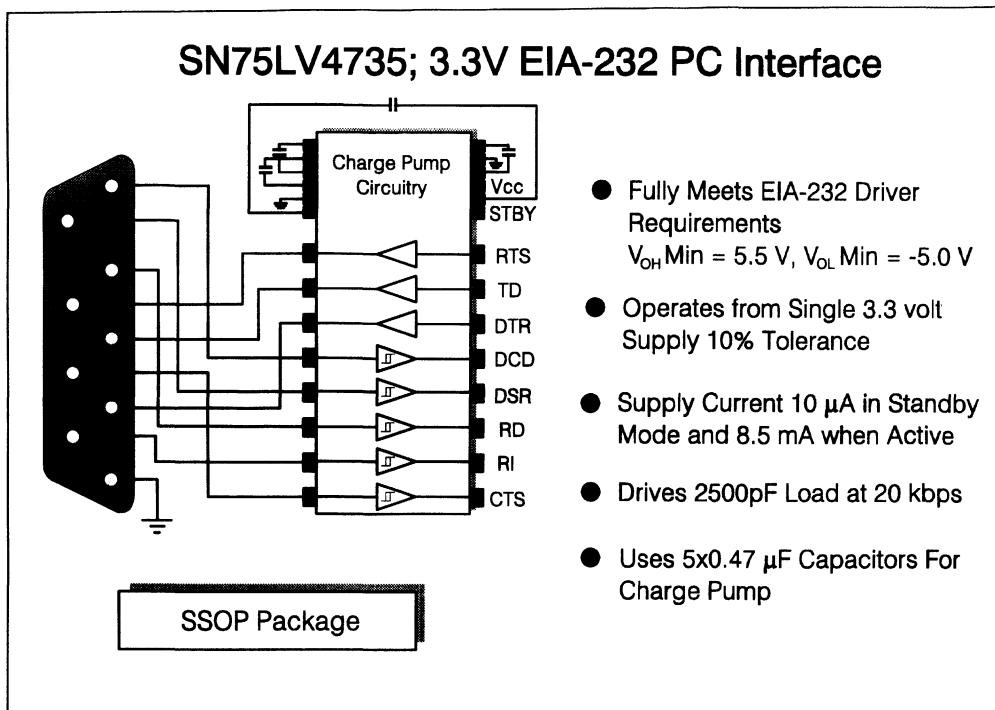 SN75LV4735; 3.3V EIA-232 PC Interface
Charge Pump
Circuitry
Vcc
STBY
RTS
TD
DTR
DCD
DSR
RD
RI
CTS
● Fully Meets EIA-232 Driver
Requirements
VOH Min = 5.5 V, VOL Min = -5.0 V
● Operates from Single 3.3 volt
Supply 10% Tolerance
● Supply Current 10 μA in Standby
Mode and 8.5 mA when Active
● Drives 2500pF Load at 20 kbps
● Uses 5x0.47 μF Capacitors For
Charge Pump
SSOP Package